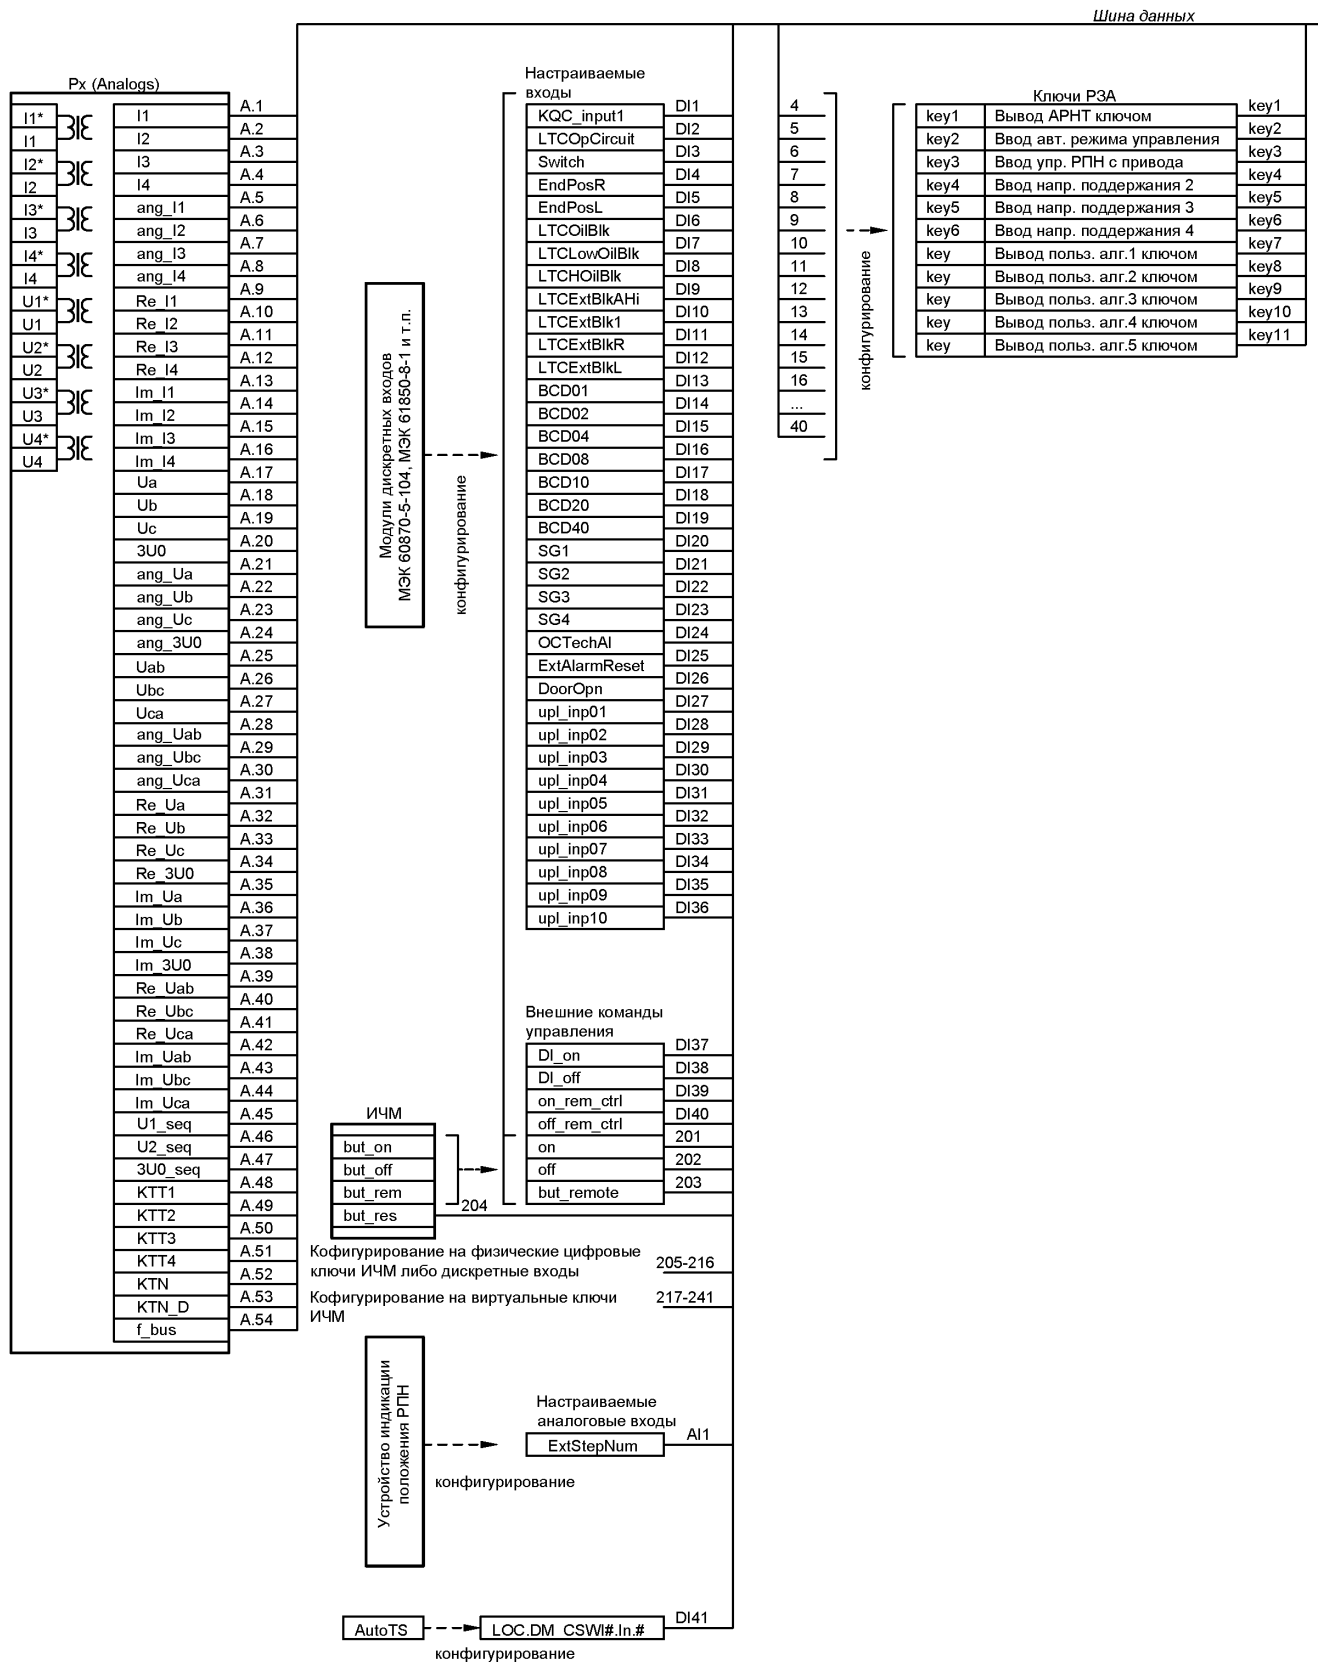 Шина данных
Px (Analogs)
I1*
I1
I2*
I2
I3*
I3
I4*
I4
U1*
U1
U2*
U2
U3*
U3
U4*
U4
I1 A.1
I2 A.2
I3 A.3
I4 A.4
ang_I1 A.5
ang_I2 A.6
ang_I3 A.7
ang_I4 A.8
Re_I1 A.9
Re_I2 A.10
Re_I3 A.11
Re_I4 A.12
Im_I1 A.13
Im_I2 A.14
Im_I3 A.15
Im_I4 A.16
Ua A.17
Ub A.18
Uc A.19
3U0 A.20
ang_Ua A.21
ang_Ub A.22
ang_Uc A.23
ang_3U0 A.24
Uab A.25
Ubc A.26
Uca A.27
ang_Uab A.28
ang_Ubc A.29
ang_Uca A.30
Re_Ua A.31
Re_Ub A.32
Re_Uc A.33
Re_3U0 A.34
Im_Ua A.35
Im_Ub A.36
Im_Uc A.37
Im_3U0 A.38
Re_Uab A.39
Re_Ubc A.40
Re_Uca A.41
Im_Uab A.42
Im_Ubc A.43
Im_Uca A.44
U1_seq A.45
U2_seq A.46
3U0_seq A.47
KTT1 A.48
KTT2 A.49
KTT3 A.50
KTT4 A.51
KTN A.52
KTN_D A.53
f_bus A.54
Модули дискретных входов
МЭК 60870-5-104, МЭК 61850-8-1 и т.п.
конфигурирование
Настраиваемые
входы
KQC_input1 DI1
LTCOpCircuit DI2
Switch DI3
EndPosR DI4
EndPosL DI5
LTCOilBlk DI6
LTCLowOilBlk DI7
LTCHOilBlk DI8
LTCExtBlkAHi DI9
LTCExtBlk1 DI10
LTCExtBlkR DI11
LTCExtBlkL DI12
BCD01 DI13
BCD02 DI14
BCD04 DI15
BCD08 DI16
BCD10 DI17
BCD20 DI18
BCD40 DI19
SG1 DI20
SG2 DI21
SG3 DI22
SG4 DI23
OCTechAl DI24
ExtAlarmReset DI25
DoorOpn DI26
upl_inp01 DI27
upl_inp02 DI28
upl_inp03 DI29
upl_inp04 DI30
upl_inp05 DI31
upl_inp06 DI32
upl_inp07 DI33
upl_inp08 DI34
upl_inp09 DI35
upl_inp10 DI36
Внешние команды
управления
DI_on DI37
DI_off DI38
on_rem_ctrl DI39
off_rem_ctrl DI40
on 201
off 202
but_remote 203
ИЧМ
but_on
but_off
but_rem
but_res 204
Кофигурирование на физические цифровые
ключи ИЧМ либо дискретные входы
205-216
Кофигурирование на виртуальные ключи
ИЧМ
217-241
Устройство индикации
положения РПН
конфигурирование
Настраиваемые
аналоговые входы
ExtStepNum AI1
AutoTS
конфигурирование
LOC.DM_CSWI#.In.# DI41
4
5
6
7
8
9
10
11
12
13
14
15
16
...
40
конфигурирование
Ключи РЗА
key1 Вывод АРНТ ключом key1
key2 Ввод авт. режима управления key2
key3 Ввод упр. РПН с привода key3
key4 Ввод напр. поддержания 2 key4
key5 Ввод напр. поддержания 3 key5
key6 Ввод напр. поддержания 4 key6
key Вывод польз. алг.1 ключом key7
key Вывод польз. алг.2 ключом key8
key Вывод польз. алг.3 ключом key9
key Вывод польз. алг.4 ключом key10
key Вывод польз. алг.5 ключом key11